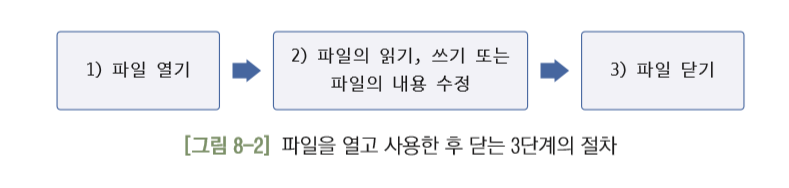 1) 파일 열기
2) 파일의 읽기, 쓰기 또는
파일의 내용 수정
3) 파일 닫기
[그림 8-2] 파일을 열고 사용한 후 닫는 3단계의 절차